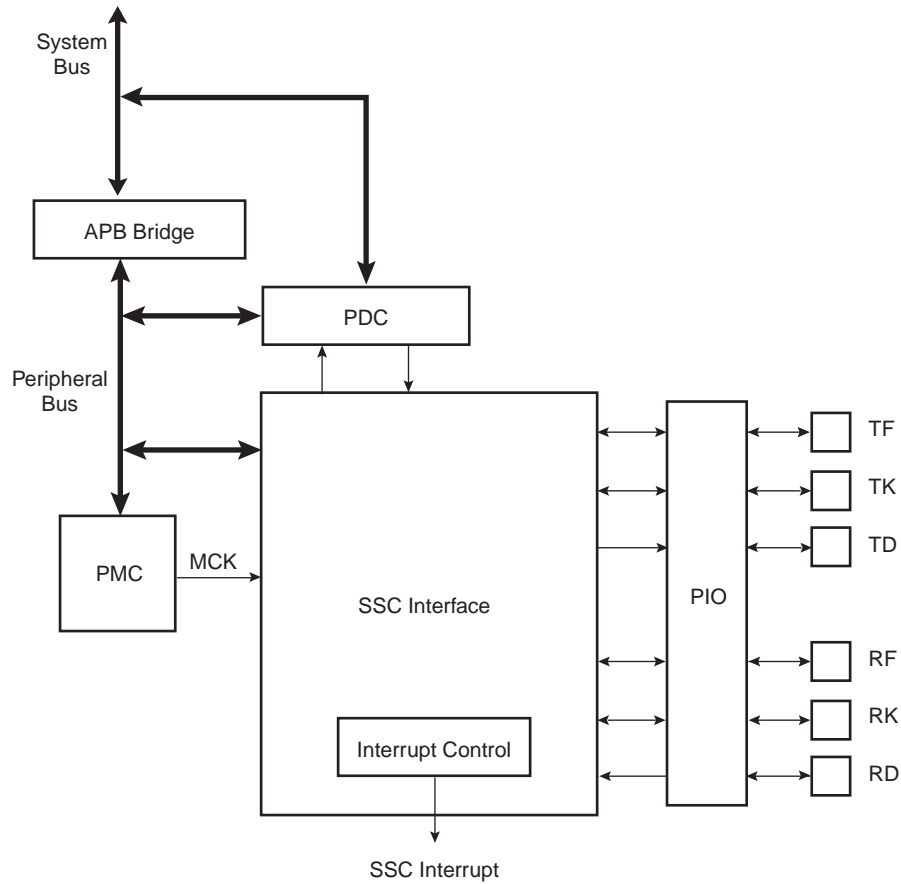 System
Bus
APB Bridge
PDC
Peripheral
Bus
TF
TK
PMC
MCK
TD
SSC Interface
PIO
RF
RK
Interrupt Control
RD
SSC Interrupt